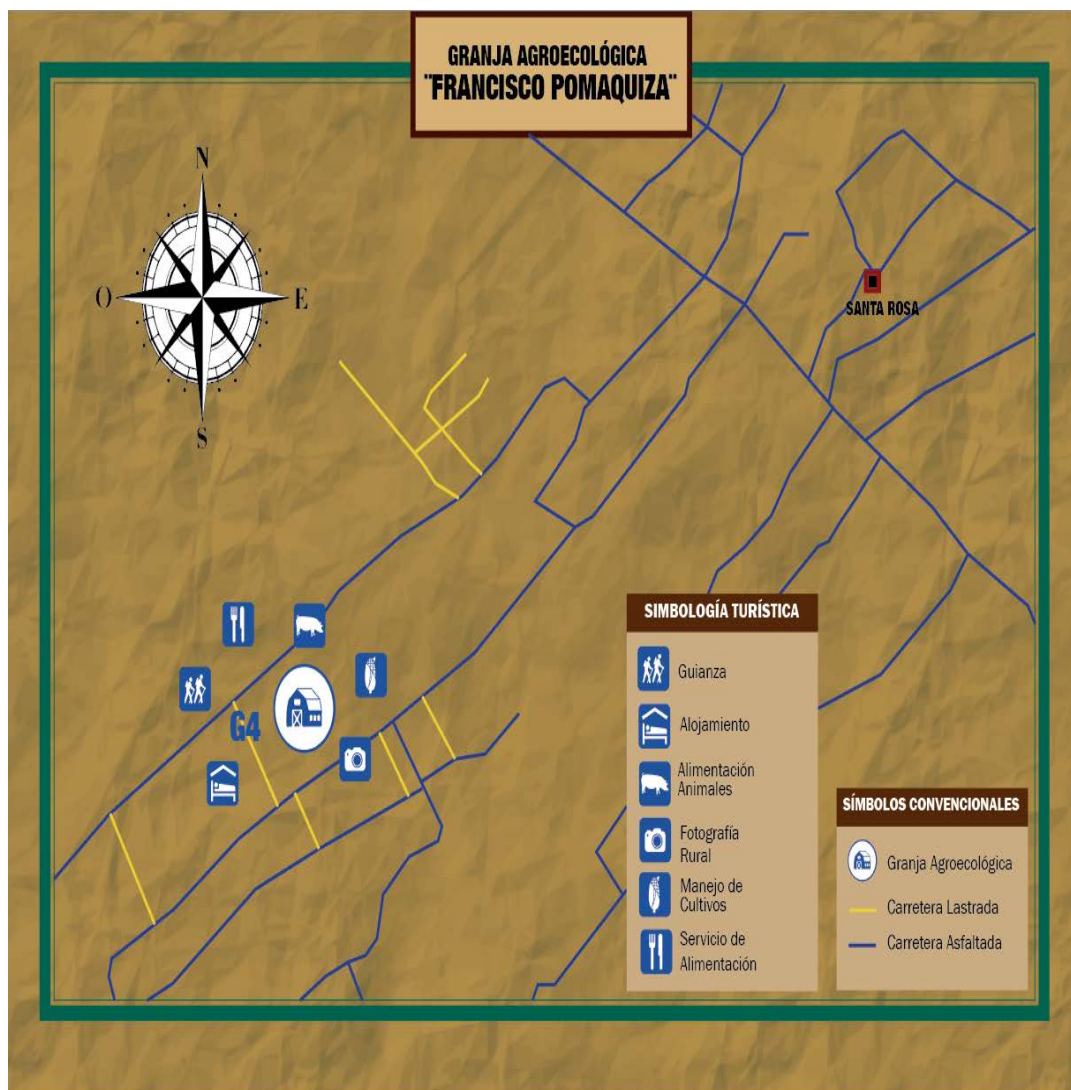 GRANJA AGROECOLÓGICA
¨FRANCISCO POMAQUIZA¨
N
O
E
S
SANTA ROSA
G4
SIMBOLOGÍA TURÍSTICA
Guianza
Alojamiento
Alimentación
Animales
Fotografía
Rural
Manejo de
Cultivos
Servicio de
Alimentación
SÍMBOLOS CONVENCIONALES
Granja Agroecológica
Carretera Lastrada
Carretera Asfaltada